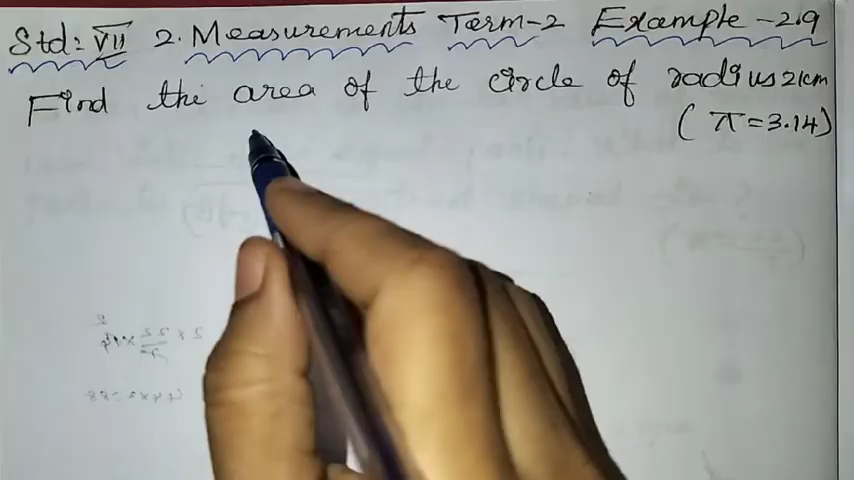 Std: VII 2. Measurements Term-2 Example-2.9
Find the area of the circle of radius 21cm
(π=3.14)